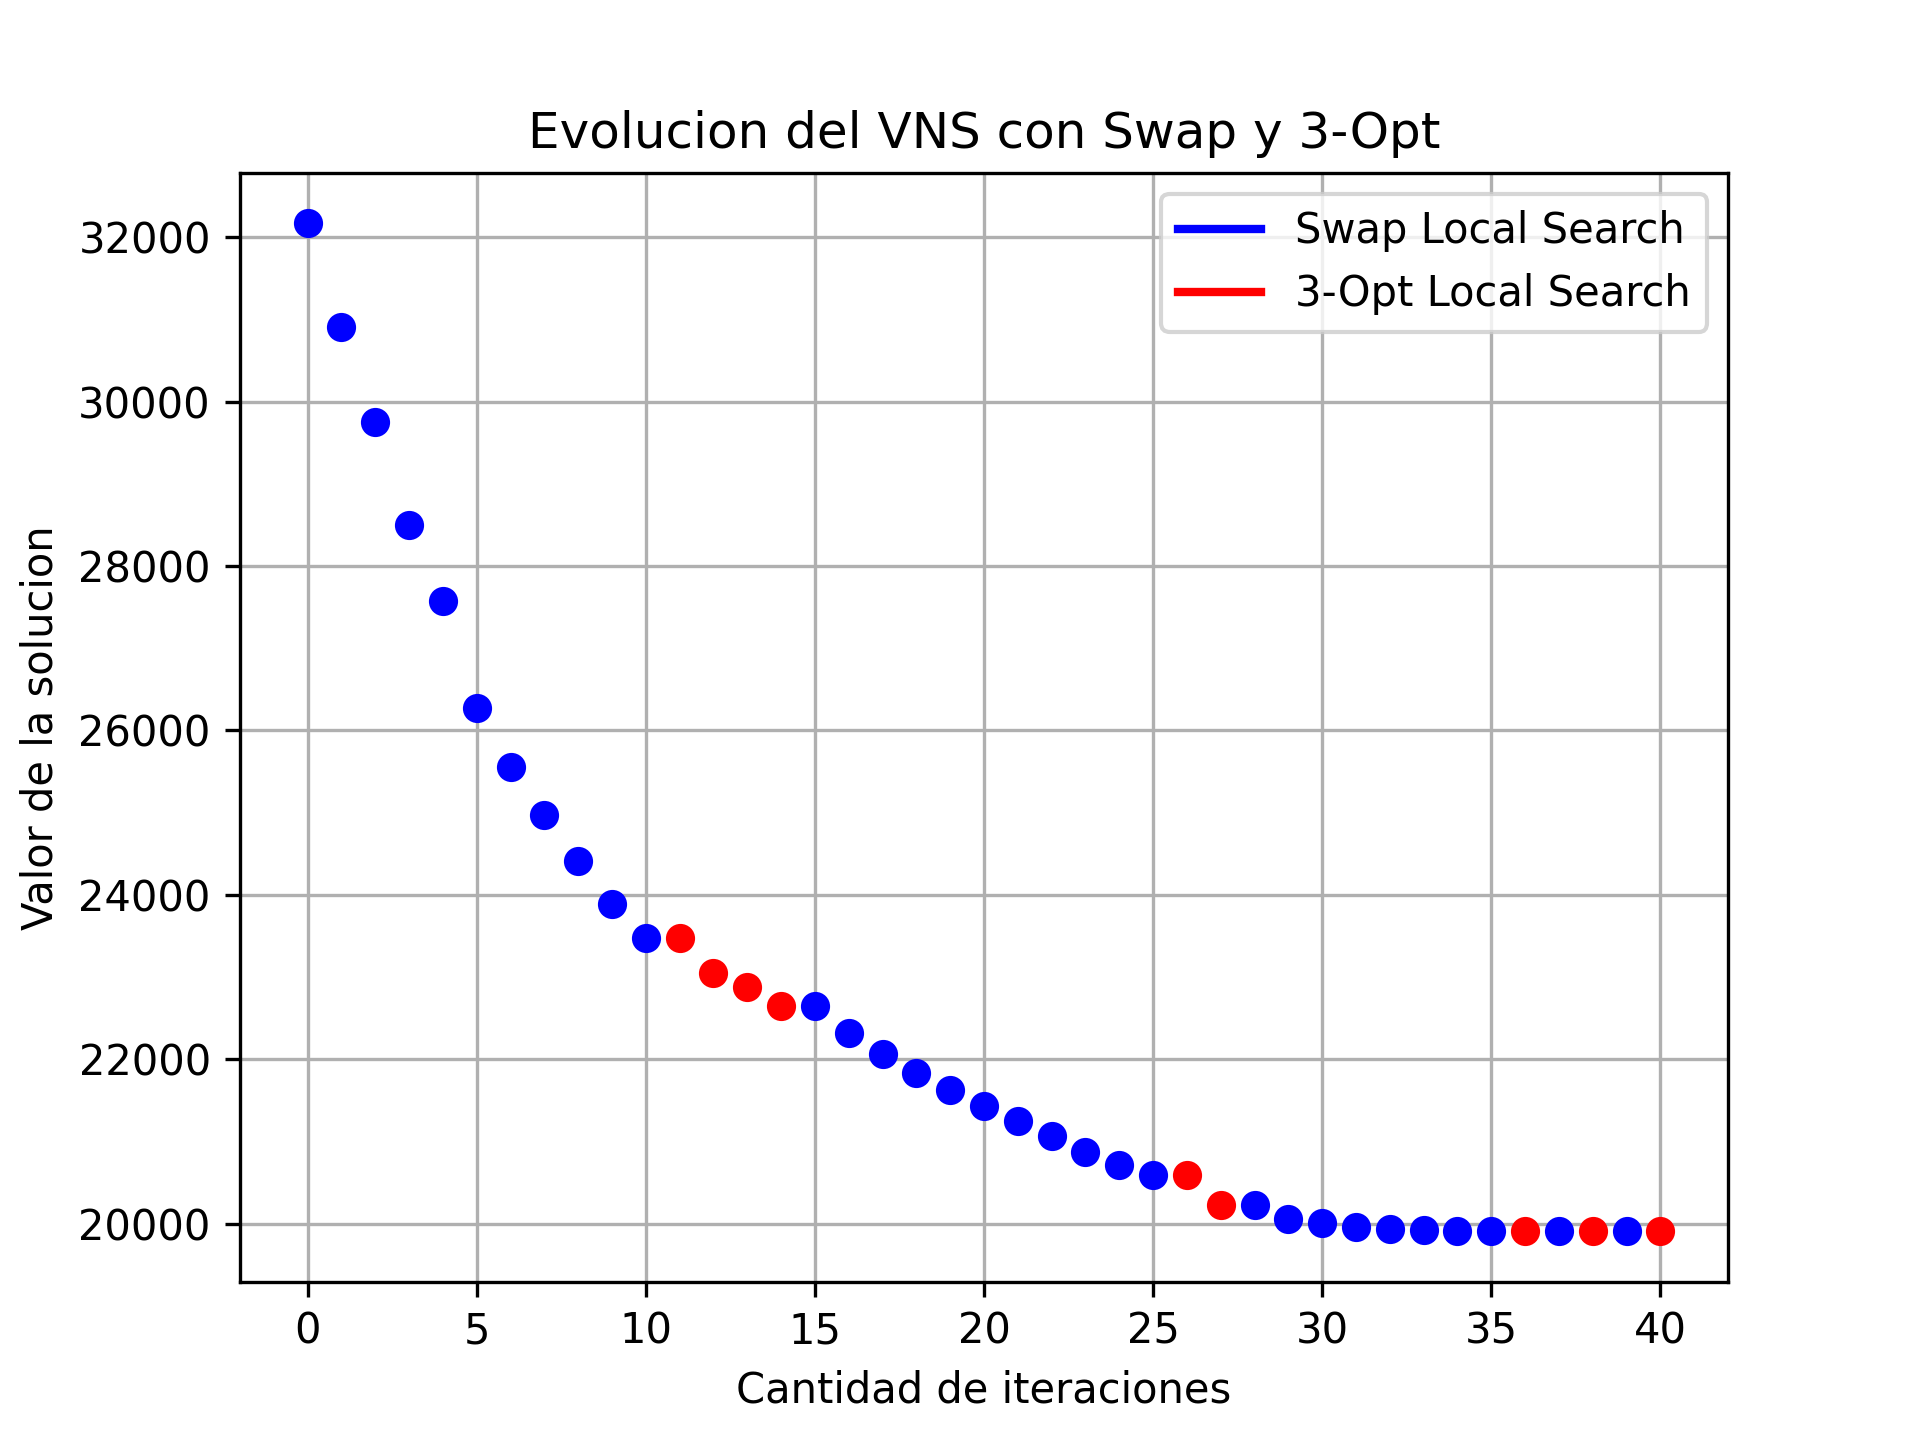 Evolucion del VNS con Swap y 3-Opt
Swap Local Search
3-Opt Local Search
Valor de la solucion
32000
30000
28000
26000
24000
22000
20000
0 5 10 15 20 25 30 35 40
Cantidad de iteraciones